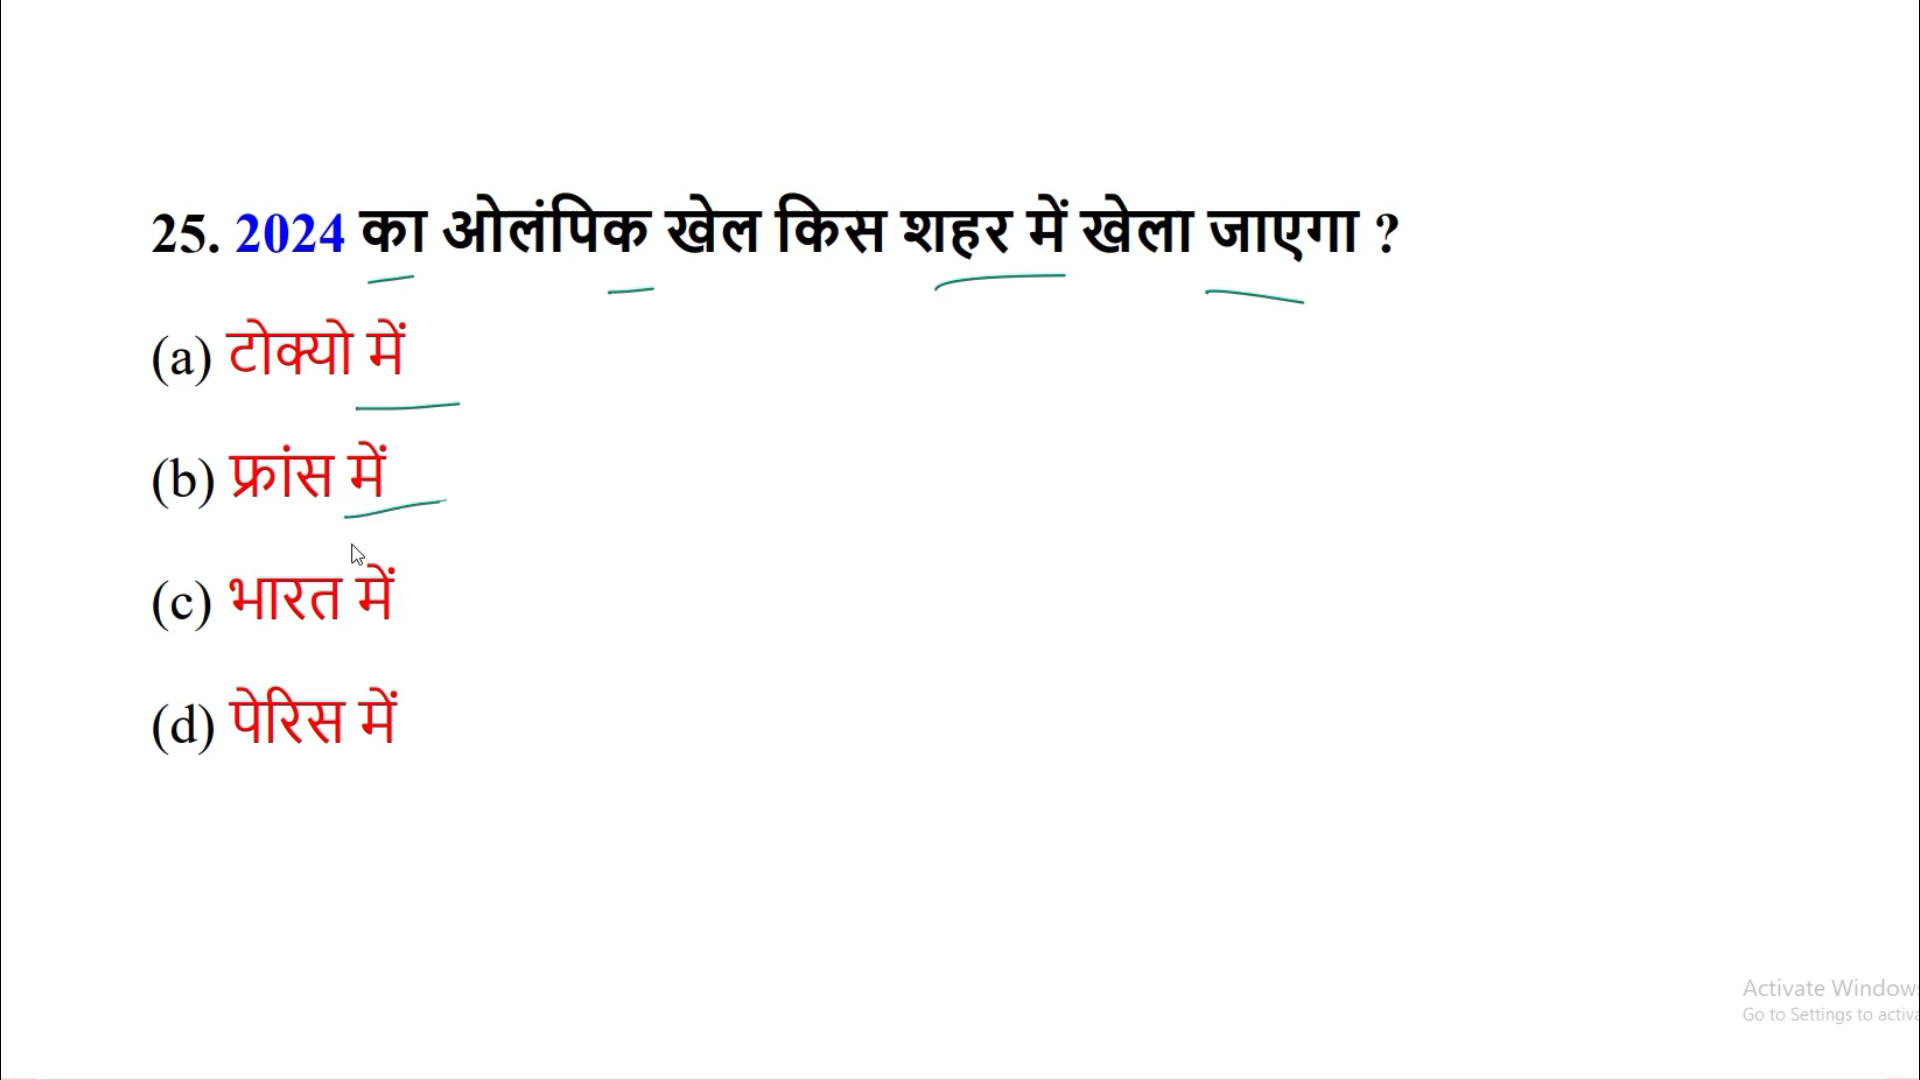 25. 2024 का ओलंपिक खेल किस शहर में खेला जाएगा ?
(a) टोक्यो में
(b) फ्रांस में
(c) भारत में
(d) पेरिस में
Activate Windows
Go to Settings to activa